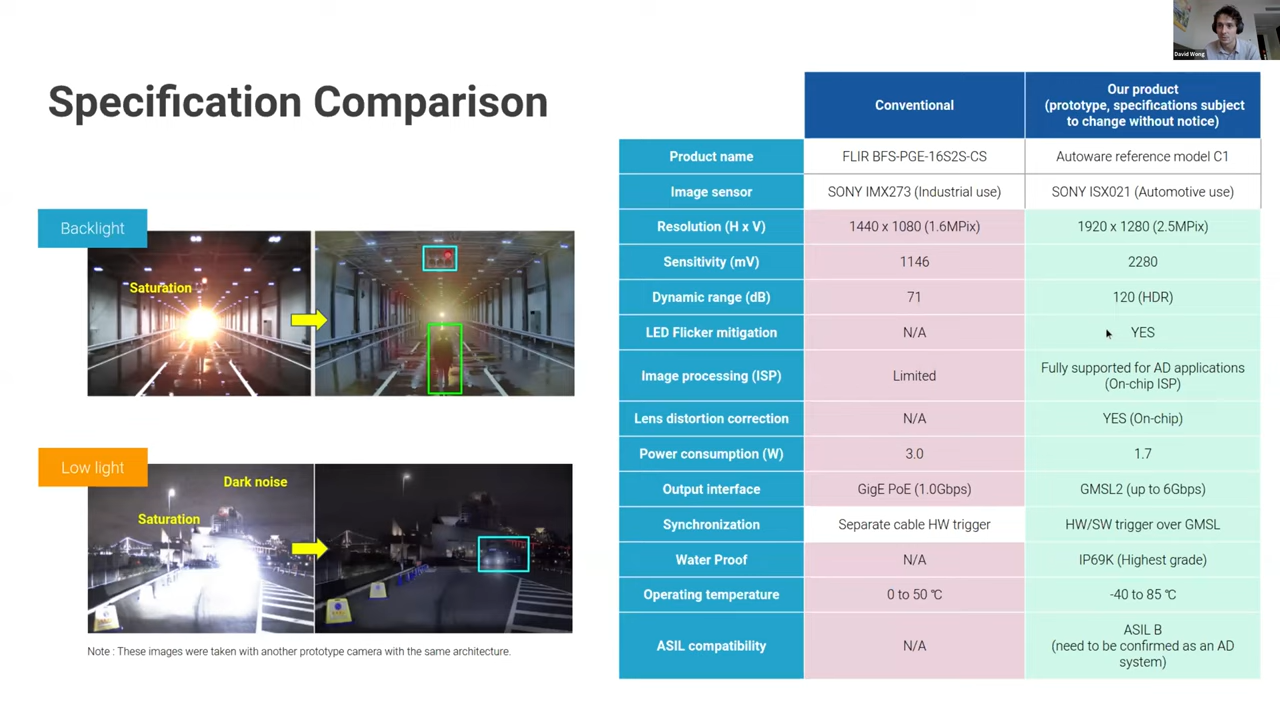 David Wong
Specification Comparison
Backlight
Saturation
Low light
Dark noise
Saturation
Note : These images were taken with another prototype camera with the same architecture.
Conventional
Our product
(prototype, specifications subject
to change without notice)
Product name
FLIR BFS-PGE-16S2S-CS
Autoware reference model C1
Image sensor
SONY IMX273 (Industrial use)
SONY ISX021 (Automotive use)
Resolution (H x V)
1440 x 1080 (1.6MPix)
1920 x 1280 (2.5MPix)
Sensitivity (mV)
1146
2280
Dynamic range (dB)
71
120 (HDR)
LED Flicker mitigation
N/A
YES
Image processing (ISP)
Limited
Fully supported for AD applications
(On-chip ISP)
Lens distortion correction
N/A
YES (On-chip)
Power consumption (W)
3.0
1.7
Output interface
GigE PoE (1.0Gbps)
GMSL2 (up to 6Gbps)
Synchronization
Separate cable HW trigger
HW/SW trigger over GMSL
Water Proof
N/A
IP69K (Highest grade)
Operating temperature
0 to 50 ℃
-40 to 85 ℃
ASIL compatibility
N/A
ASIL B
(need to be confirmed as an AD
system)